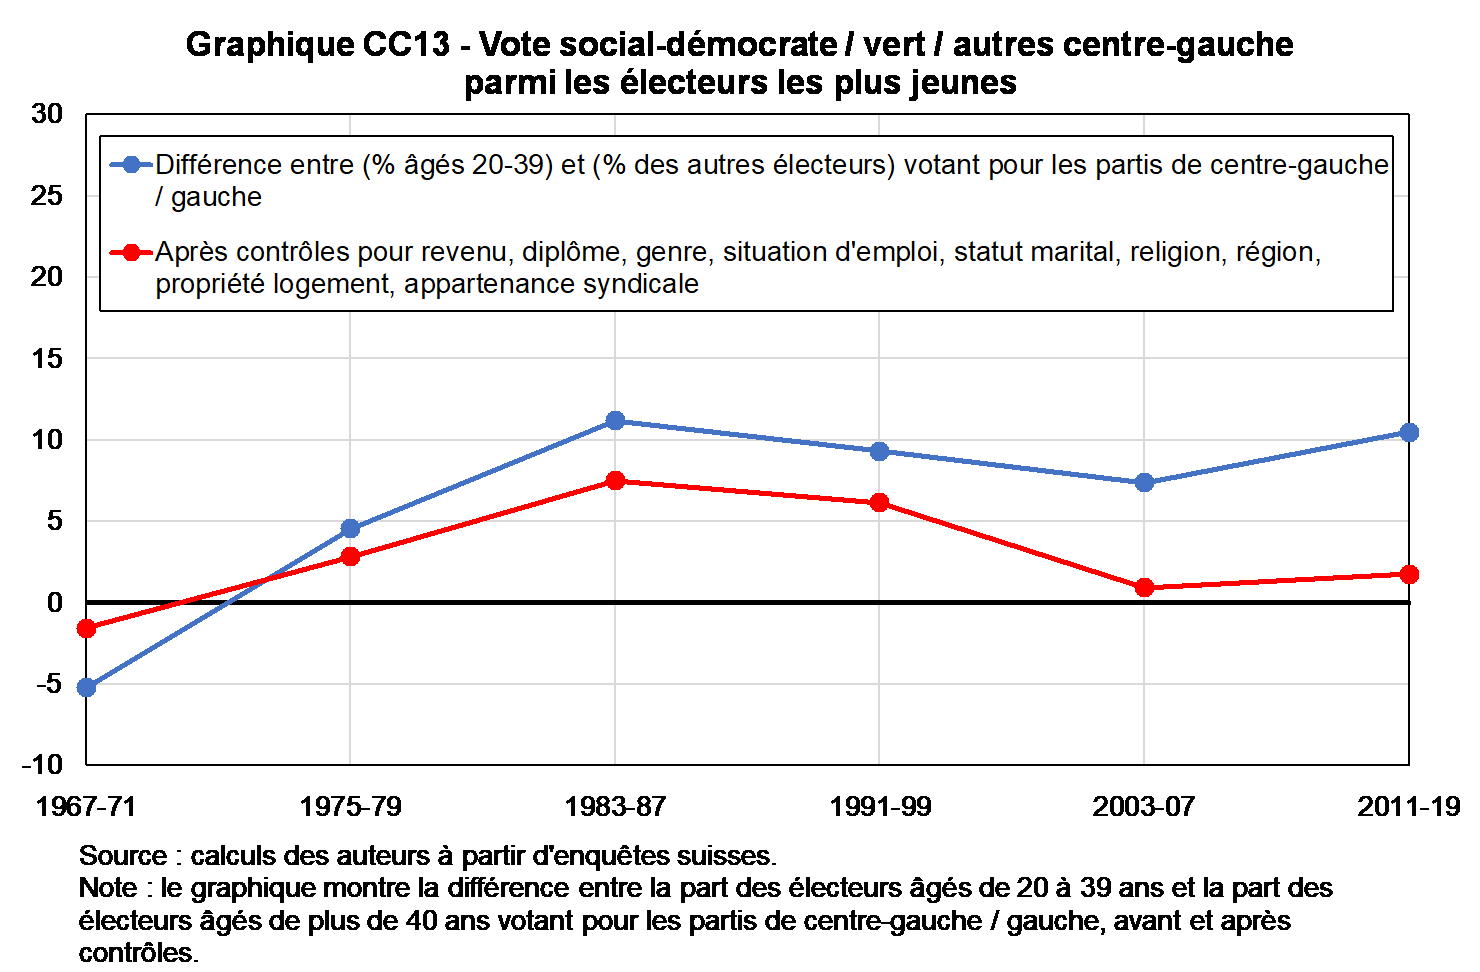 Graphique CC13 - Vote social-démocrate / vert / autres centre-gauche
parmi les électeurs les plus jeunes
30
25
20
15
10
5
0
-5
-10
Différence entre (% âgés 20-39) et (% des autres électeurs) votant pour les partis de centre-gauche
/ gauche
Après contrôles pour revenu, diplôme, genre, situation d'emploi, statut marital, religion, région,
propriété logement, appartenance syndicale
1967-71
1975-79
1983-87
1991-99
2003-07
2011-19
Source : calculs des auteurs à partir d'enquêtes suisses.
Note : le graphique montre la différence entre la part des électeurs âgés de 20 à 39 ans et la part des
électeurs âgés de plus de 40 ans votant pour les partis de centre-gauche / gauche, avant et après
contrôles.